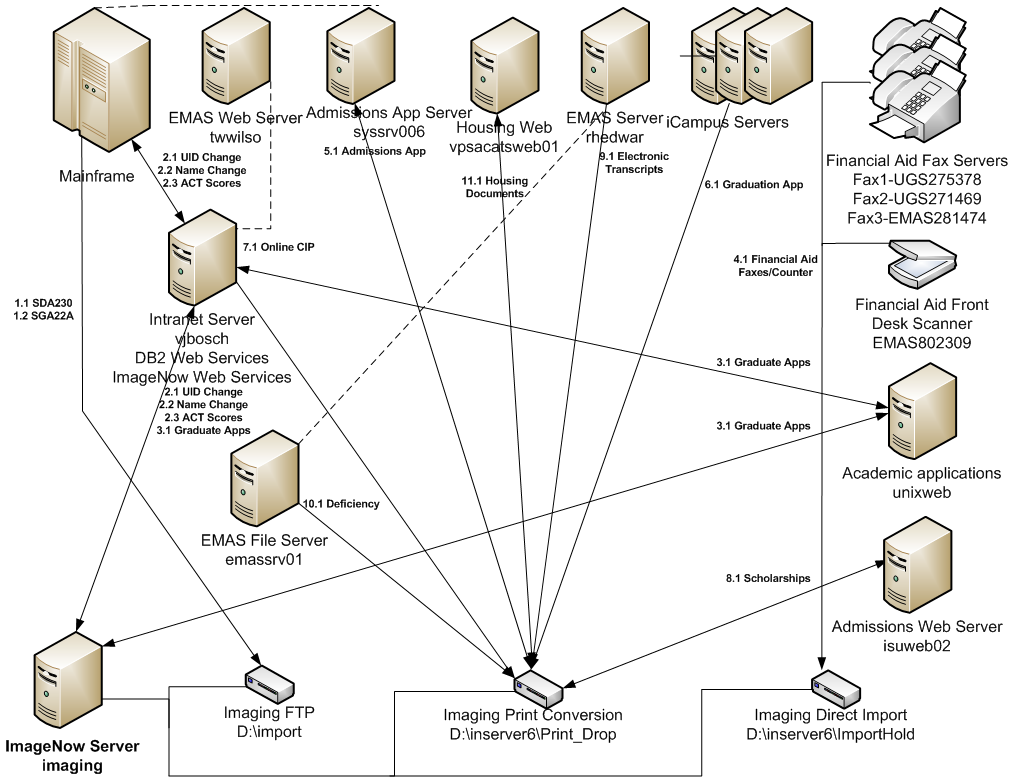 Mainframe
EMAS Web Server
twwilso
Admissions App Server
syssrv006
5.1 Admissions App
Housing Web
vpsacatsweb01
11.1 Housing
Documents
EMAS Server
rhedwar
9.1 Electronic
Transcripts
iCampus Servers
6.1 Graduation App
Financial Aid Fax Servers
Fax1-UGS275378
Fax2-UGS271469
Fax3-EMAS281474
2.1 UID Change
2.2 Name Change
2.3 ACT Scores
7.1 Online CIP
4.1 Financial Aid
Faxes/Counter
Financial Aid Front
Desk Scanner
EMAS802309
1.1 SDA230
1.2 SGA22A
Intranet Server
vjbosch
DB2 Web Services
ImageNow Web Services
2.1 UID Change
2.2 Name Change
2.3 ACT Scores
3.1 Graduate Apps
3.1 Graduate Apps
3.1 Graduate Apps
Academic applications
unixweb
10.1 Deficiency
EMAS File Server
emassrv01
8.1 Scholarships
Admissions Web Server
isuweb02
ImageNow Server
imaging
Imaging FTP
D:\import
Imaging Print Conversion
D:\inserver6\Print_Drop
Imaging Direct Import
D:\inserver6\ImportHold